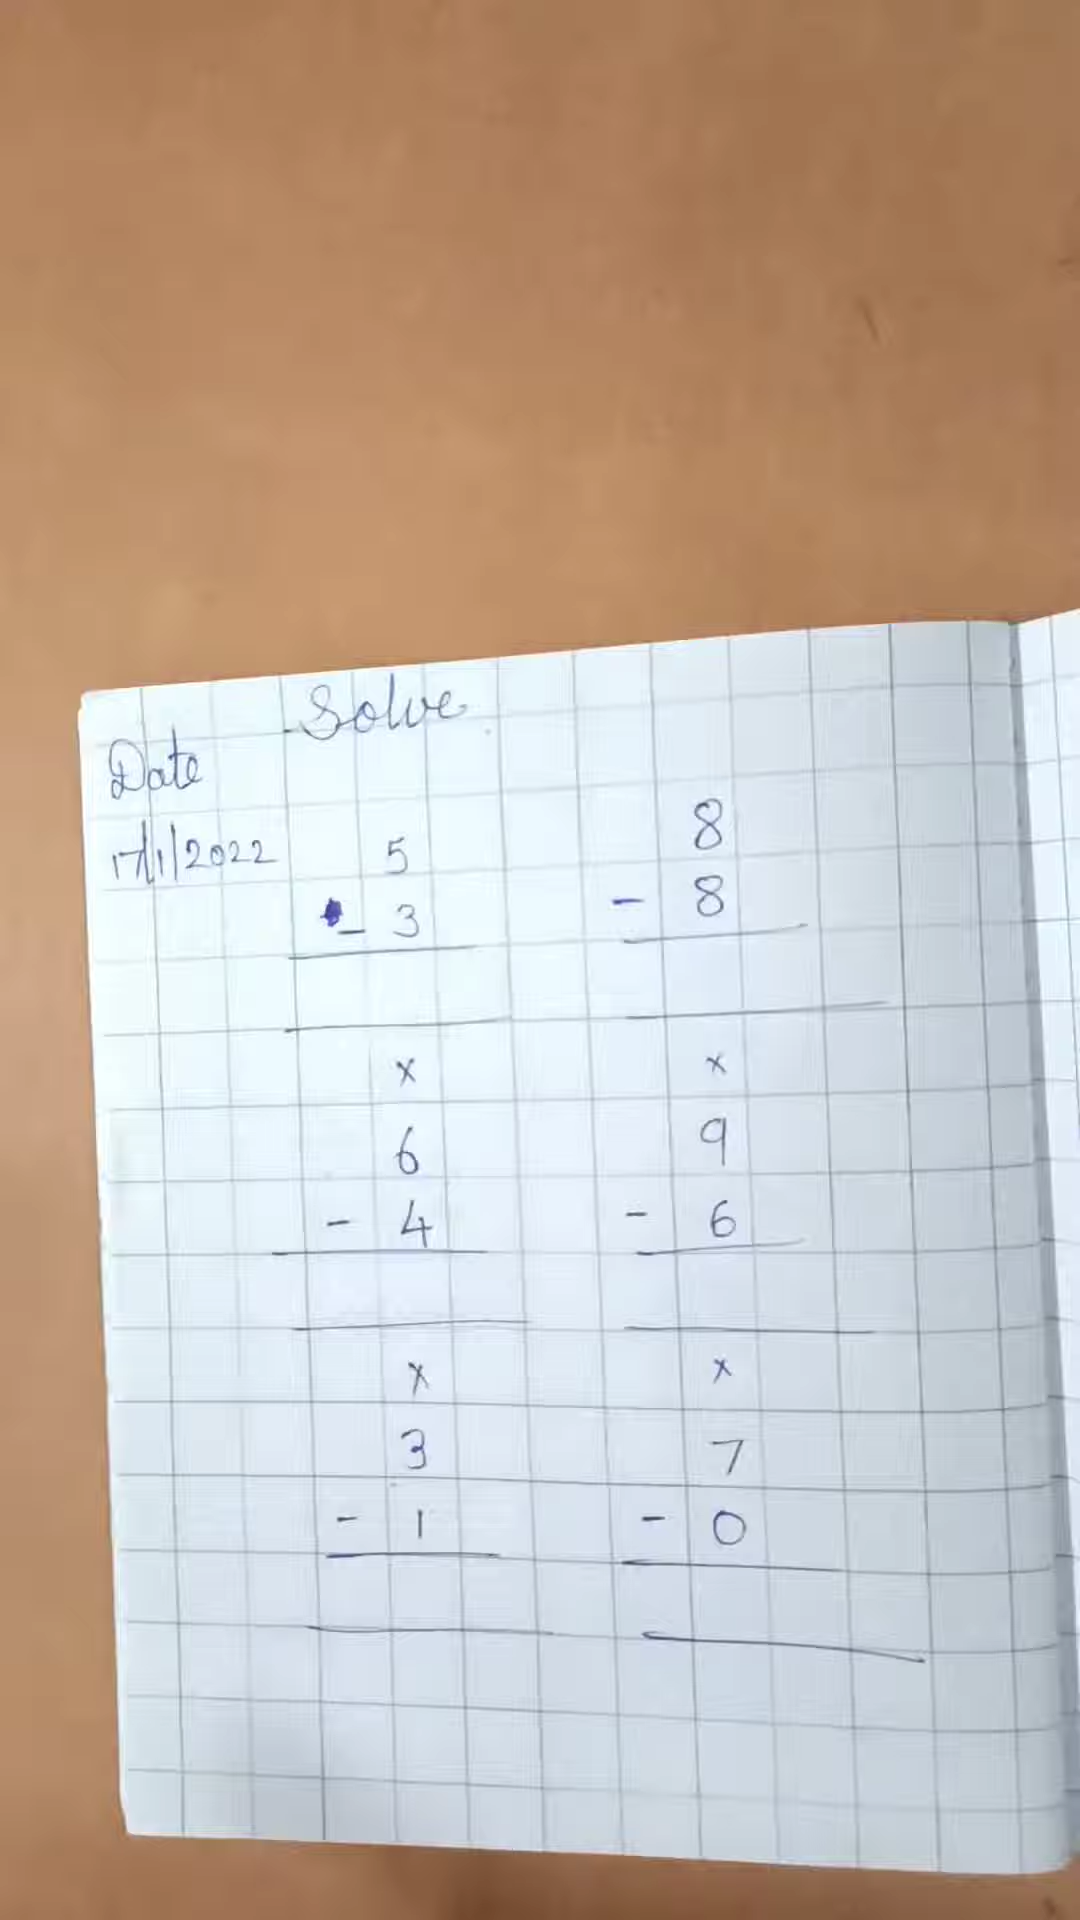 Solve
Date
17/1/2022
5 8
- 3 - 8
x x
6 9
- 4 - 6
x x
3 7
- 1 - 0